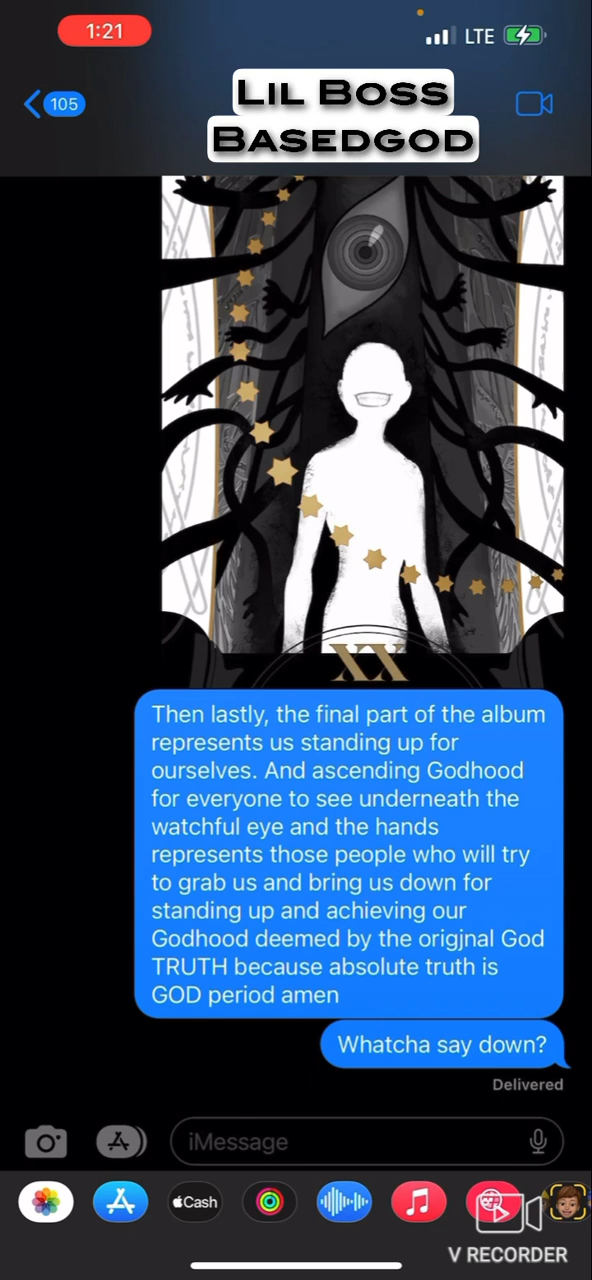 1:21
LTE
105
LIL BOSS
BASEDGOD
XX
Then lastly, the final part of the album
represents us standing up for
ourselves. And ascending Godhood
for everyone to see underneath the
watchful eye and the hands
represents those people who will try
to grab us and bring us down for
standing up and achieving our
Godhood deemed by the origjnal God
TRUTH because absolute truth is
GOD period amen
Whatcha say down?
Delivered
iMessage
Cash
V RECORDER